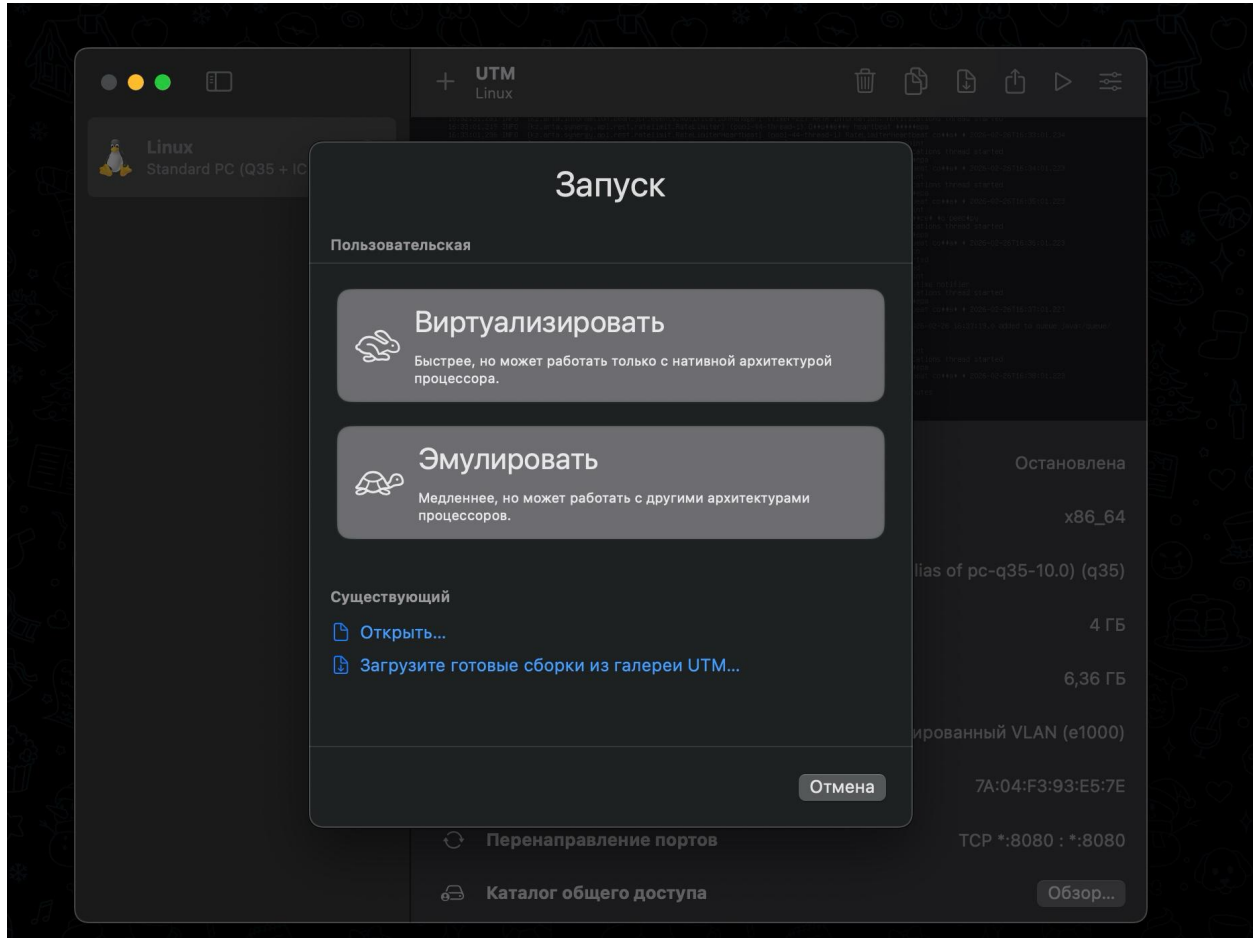 UTM
Linux
Linux
Standard PC (Q35 + IC
Запуск
Пользовательская
Виртуализировать
Быстрее, но может работать только с нативной архитектурой
процессора.
Эмулировать
Медленнее, но может работать с другими архитектурами
процессоров.
Существующий
Открыть...
Загрузите готовые сборки из галереи UTM...
Отмена
Остановлена
x86_64
lias of pc-q35-10.0) (q35)
4 ГБ
6,36 ГБ
ированный VLAN (e1000)
7A:04:F3:93:E5:7E
Перенаправление портов
TCP *:8080 : *:8080
Каталог общего доступа
Обзор...